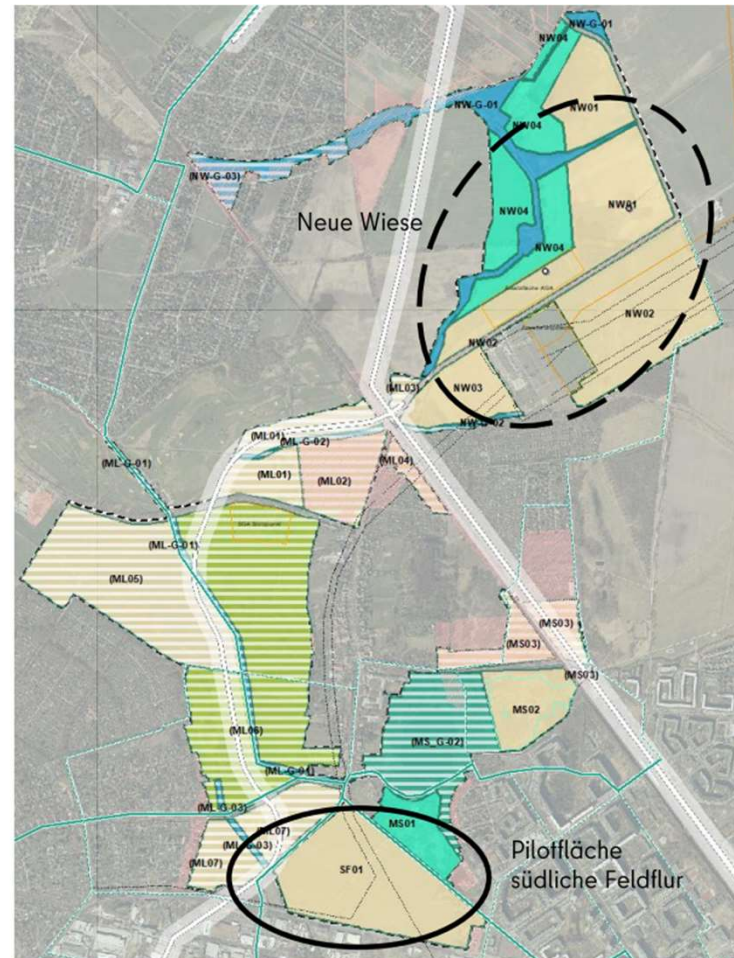 NW-G-01
NW04
NW-G-01
NW01
NW04
(NW-G-03)
NW04
NW01
Neue Wiese
NW04
NW02
NW02
(ML03)
NW03
NW-G-02
(ML01)
(ML-G-02)
(ML-G-01)
(ML01)
(ML02)
(ML04)
(ML-G-01)
(ML05)
(MS03)
(MS03)
(MS03)
MS02
(ML06)
(MS_G-02)
(ML-G-01)
(ML-G-03)
(ML07)
MS01
(ML-G-03)
(ML07)
SF01
Pilotfläche
südliche Feldflur